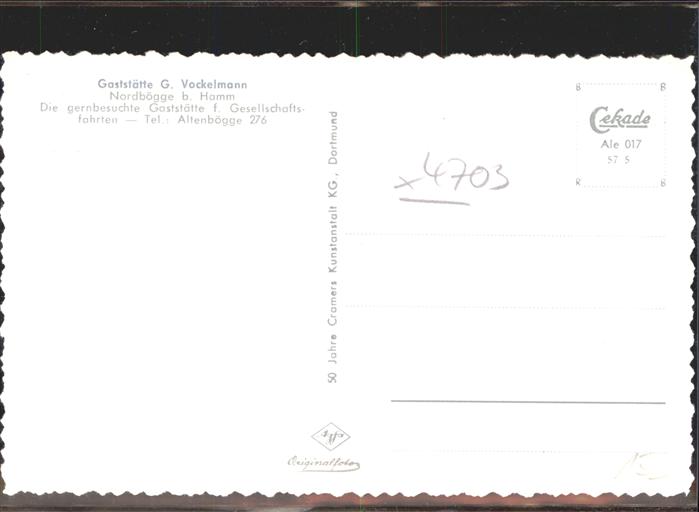 Gaststätte G. Vockelmann
Nordbögge b. Hamm
Die gernbesuchte Gaststätte f. Gesellschafts-
fahrten — Tel.: Altenbögge 276
50 Jahre Cramers Kunstanstalt KG., Dortmund
x4703
Cekade
Ale 017
57 5
Agfa
Originalfoto